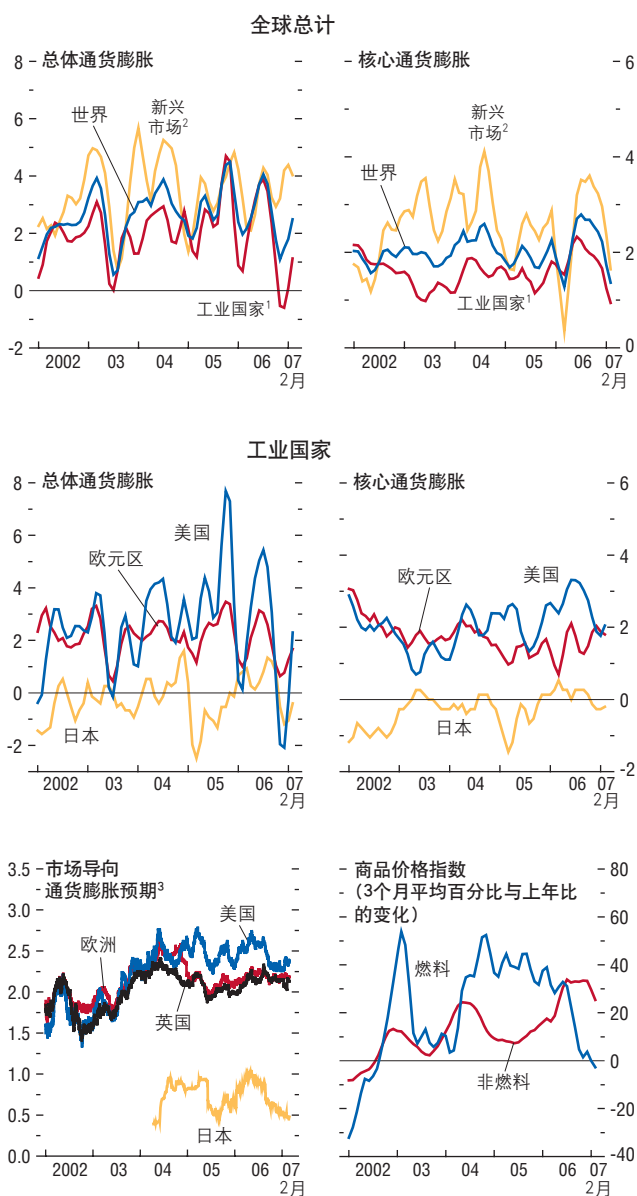 全球总计
总体通货膨胀
8
6
4
2
0
-2
世界
新兴
市场2
工业国家1
2002 03 04 05 06 07
2月
核心通货膨胀
6
4
2
0
新兴
市场2
世界
工业国家1
2002 03 04 05 06 07
2月
工业国家
总体通货膨胀
8
6
4
2
0
-2
美国
欧元区
日本
2002 03 04 05 06 07
2月
核心通货膨胀
6
4
2
0
-2
欧元区
美国
日本
2002 03 04 05 06 07
2月
市场导向
通货膨胀预期3
3.5
3.0
2.5
2.0
1.5
1.0
0.5
0.0
美国
欧洲
英国
日本
2002 03 04 05 06 07
2月
商品价格指数
(3个月平均百分比与上年比
的变化)
80
60
40
20
0
-20
-40
燃料
非燃料
2002 03 04 05 06 07
2月